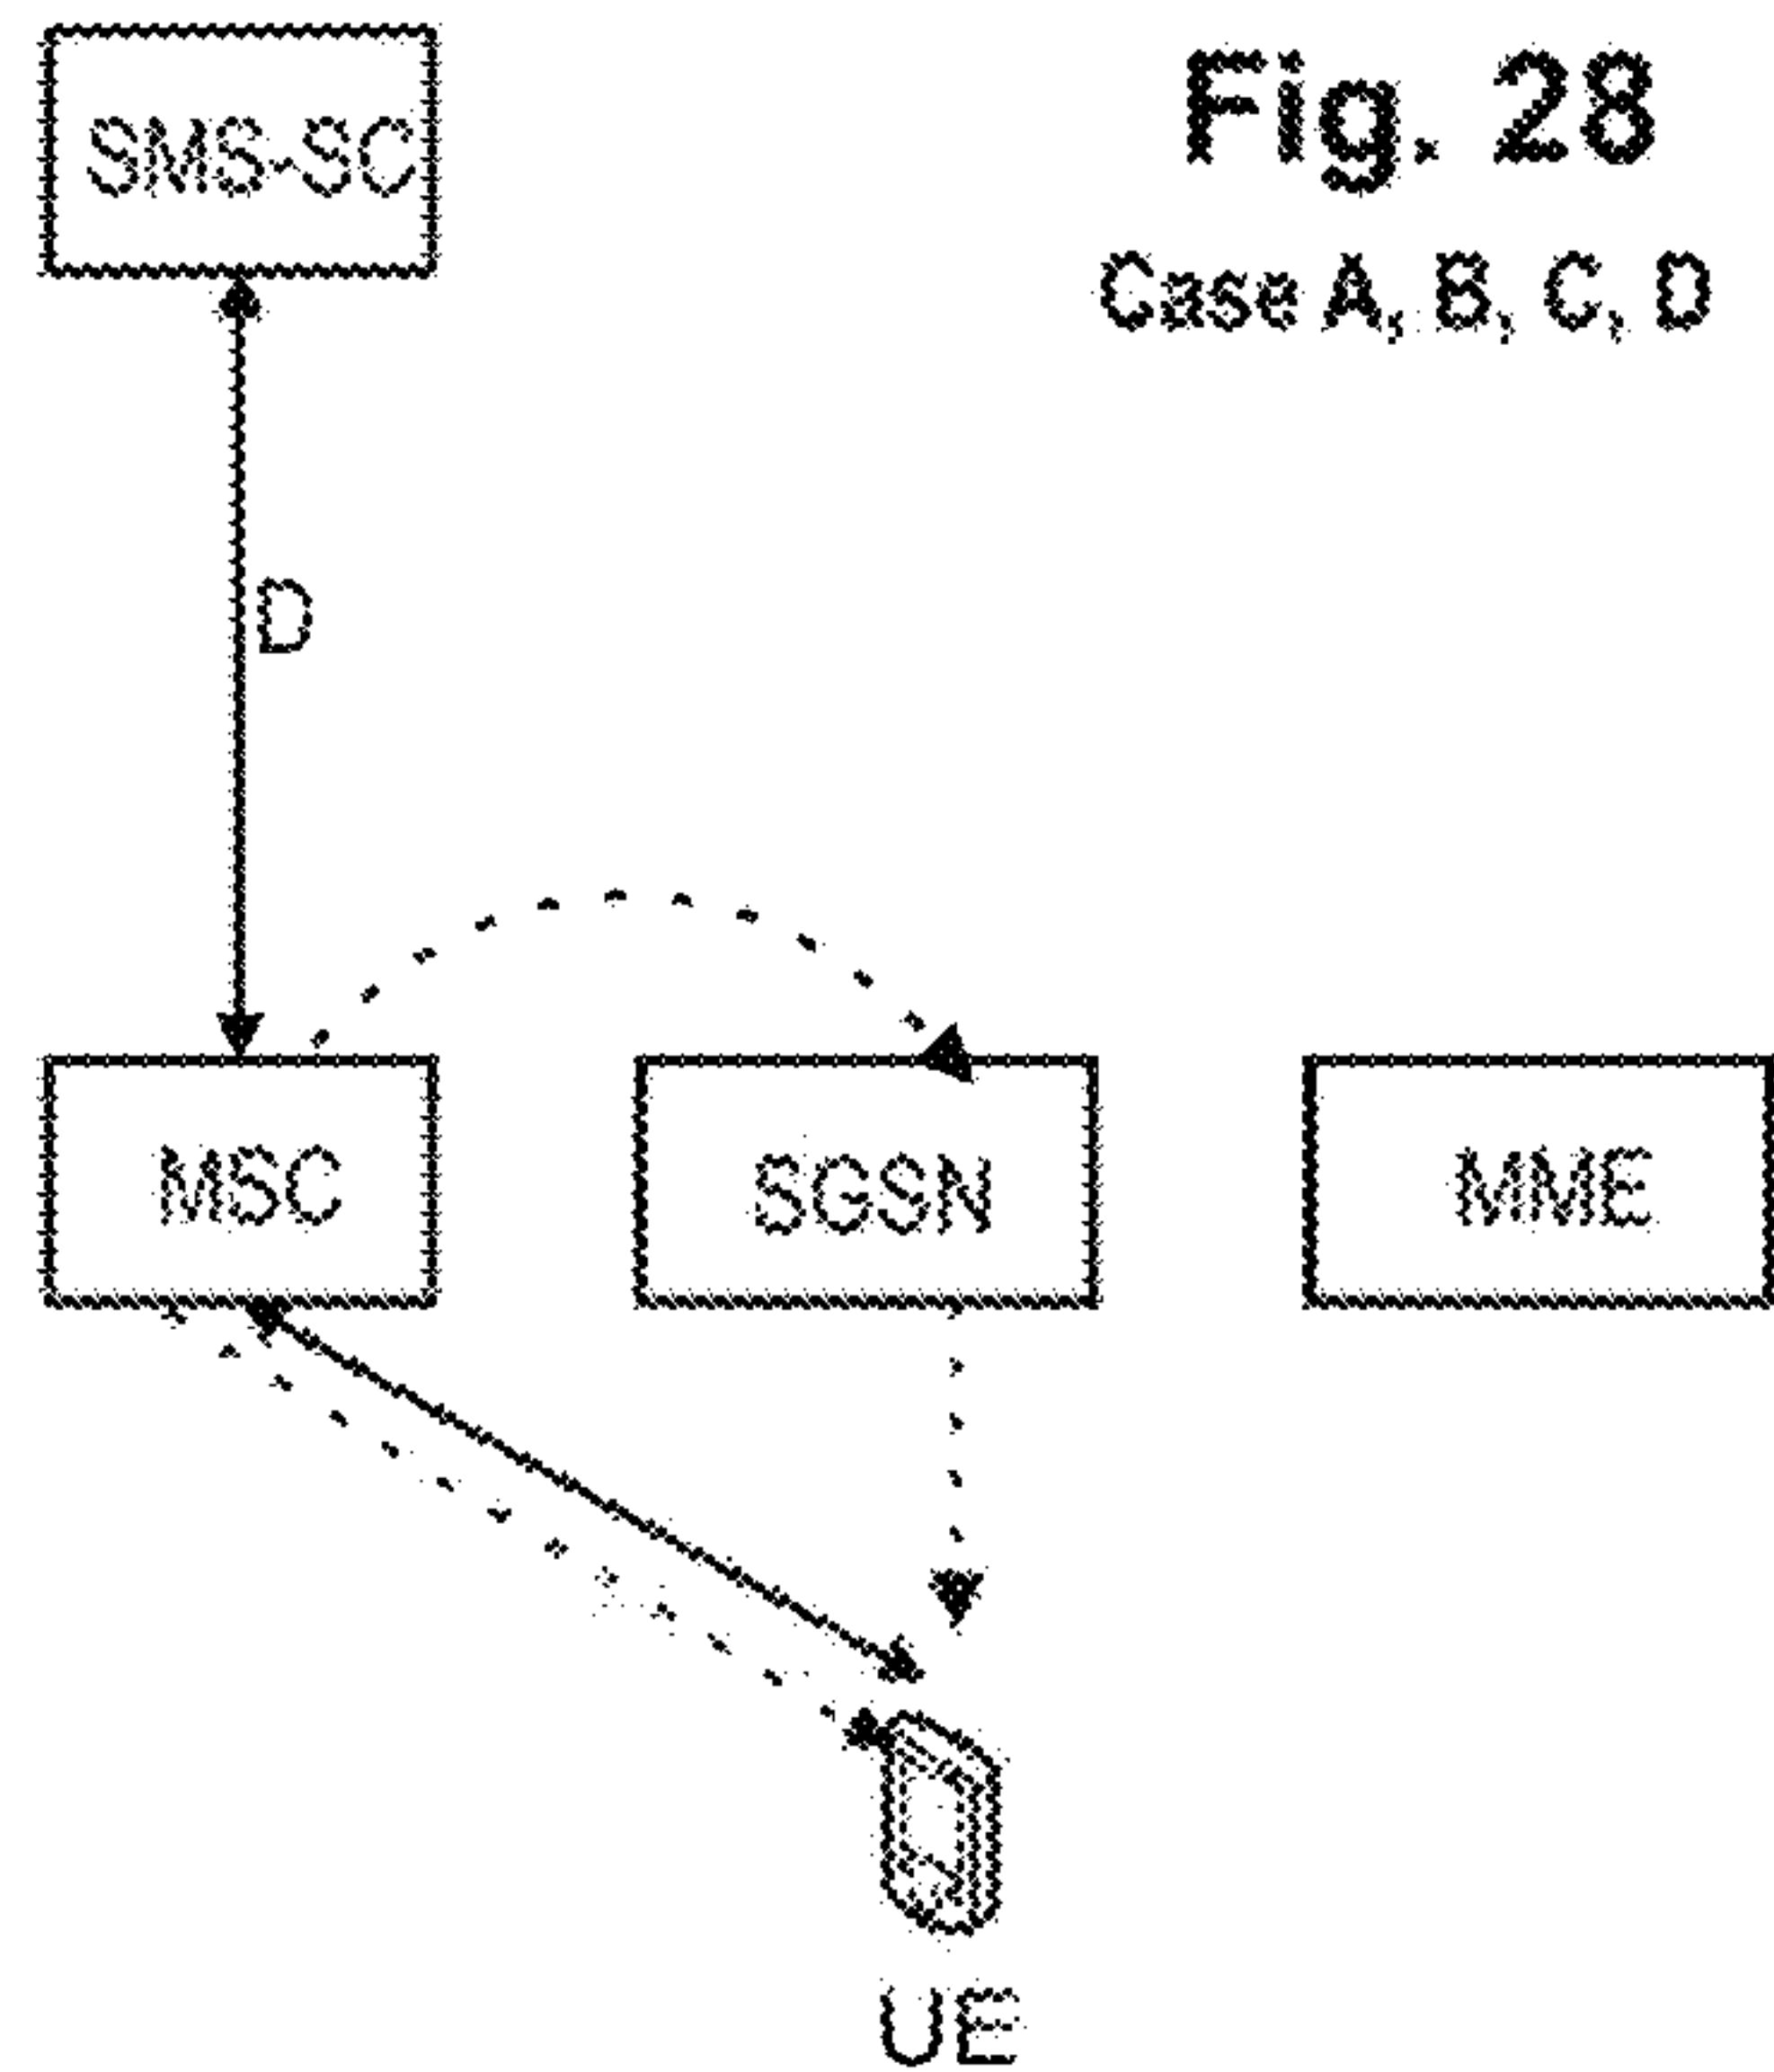 SMS-SC
Fig. 28
Case A, B, C, D
D
MSC
SGSN
MME
UE